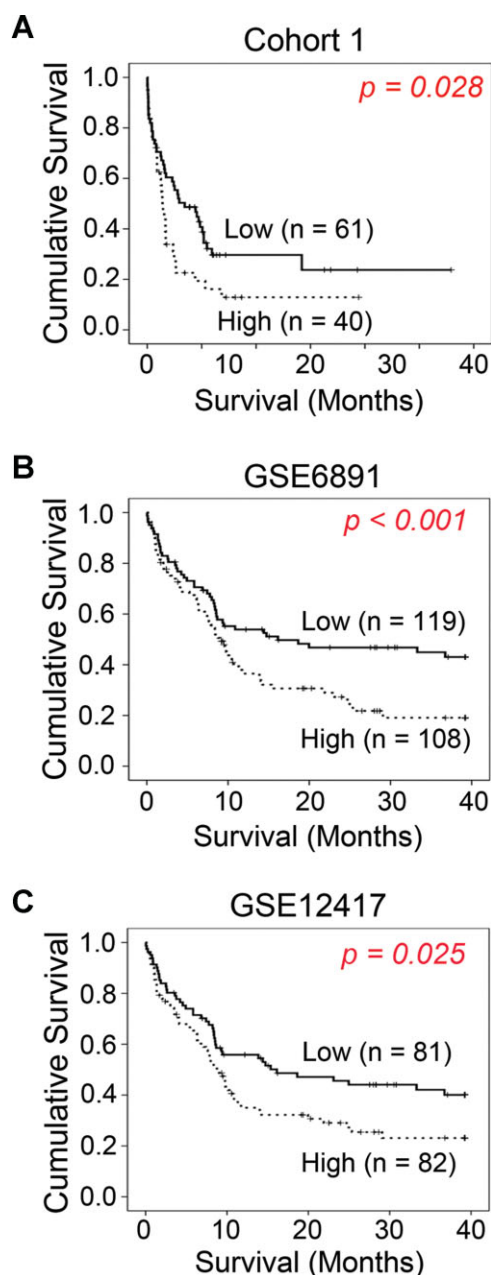 A
Cohort 1
p = 0.028
Cumulative Survival
1.0
0.8
0.6
0.4
0.2
0.0
Low (n = 61)
High (n = 40)
0 10 20 30 40
Survival (Months)
B
GSE6891
p < 0.001
Cumulative Survival
1.0
0.8
0.6
0.4
0.2
0.0
Low (n = 119)
High (n = 108)
0 10 20 30 40
Survival (Months)
C
GSE12417
p = 0.025
Cumulative Survival
1.0
0.8
0.6
0.4
0.2
0.0
Low (n = 81)
High (n = 82)
0 10 20 30 40
Survival (Months)